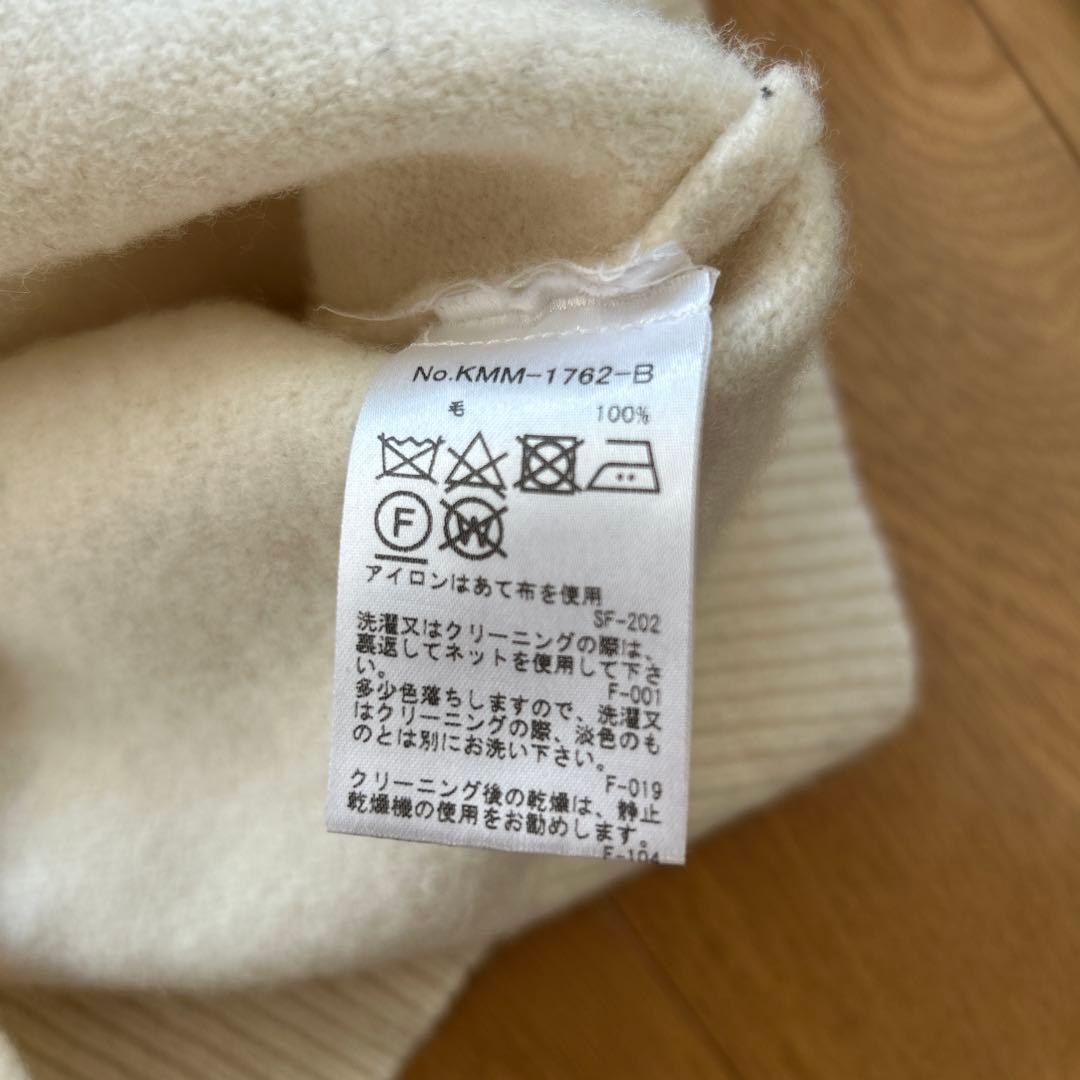 No.KMM-1762-B
毛 100%
F W
アイロンはあて布を使用
SF-202
洗濯又はクリーニングの際は、
裏返してネットを使用して下さ
い。
F-001
多少色落ちしますので、洗濯又
はクリーニングの際、淡色のも
のとは別にお洗い下さい。
F-019
クリーニング後の乾燥は、静止
乾燥機の使用をお勧めします。
F-104